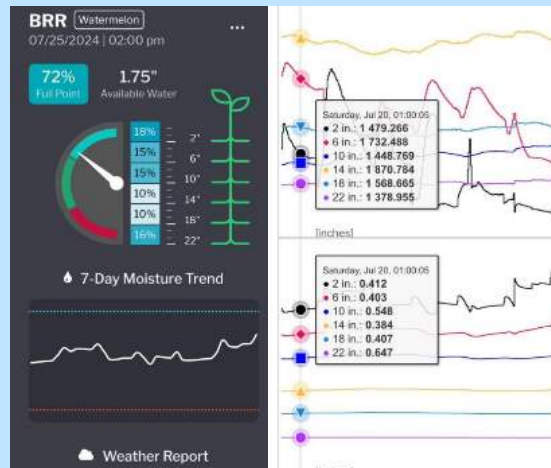 BRR Watermelon ...
07/25/2024 | 02:00 pm
72% 1.75"
Full Point Available Water
18%
2"
15%
6"
15%
10"
10%
14"
10%
18"
16%
22"
7-Day Moisture Trend
Weather Report
Saturday, Jul 20, 01:00:05
2 in.: 1 479.266
6 in.: 1 732.488
10 in.: 1 448.769
14 in.: 1 870.784
18 in.: 1 568.665
22 in.: 1 378.955
[inches]
Saturday, Jul 20, 01:00:05
2 in.: 0.412
6 in.: 0.403
10 in.: 0.548
14 in.: 0.384
18 in.: 0.407
22 in.: 0.647